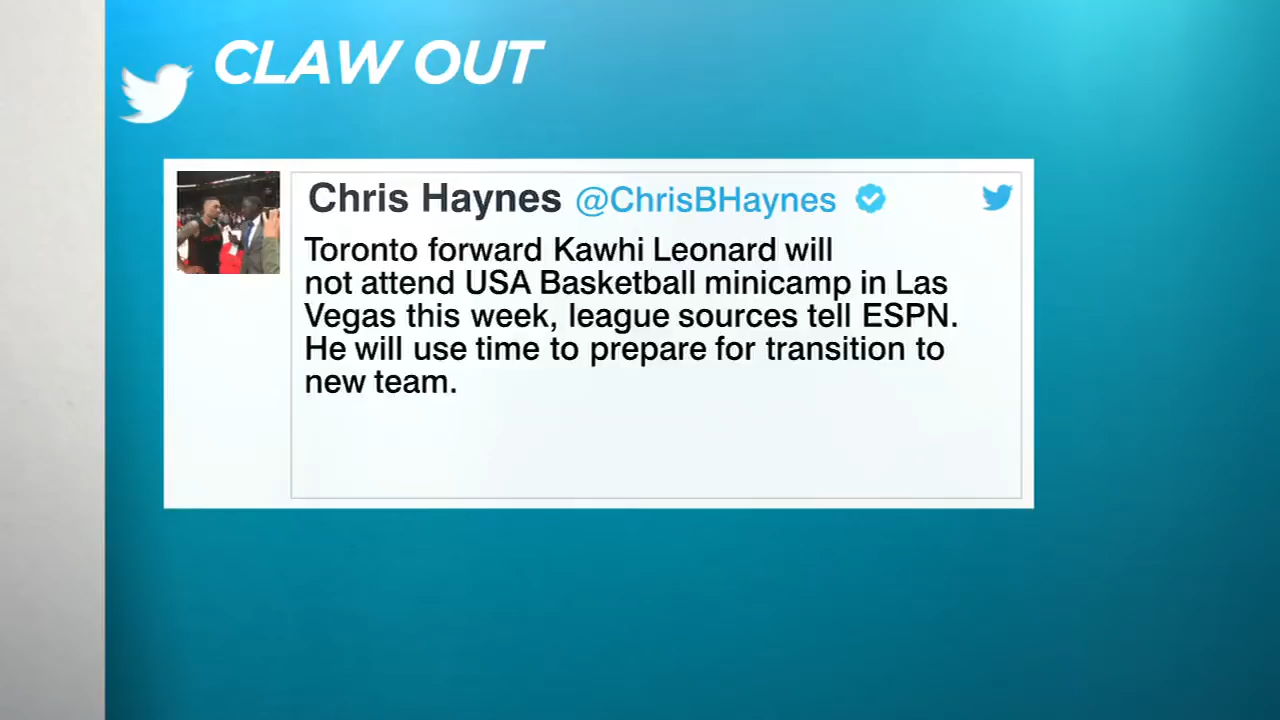 CLAW OUT
Chris Haynes @ChrisBHaynes
Toronto forward Kawhi Leonard will
not attend USA Basketball minicamp in Las
Vegas this week, league sources tell ESPN.
He will use time to prepare for transition to
new team.